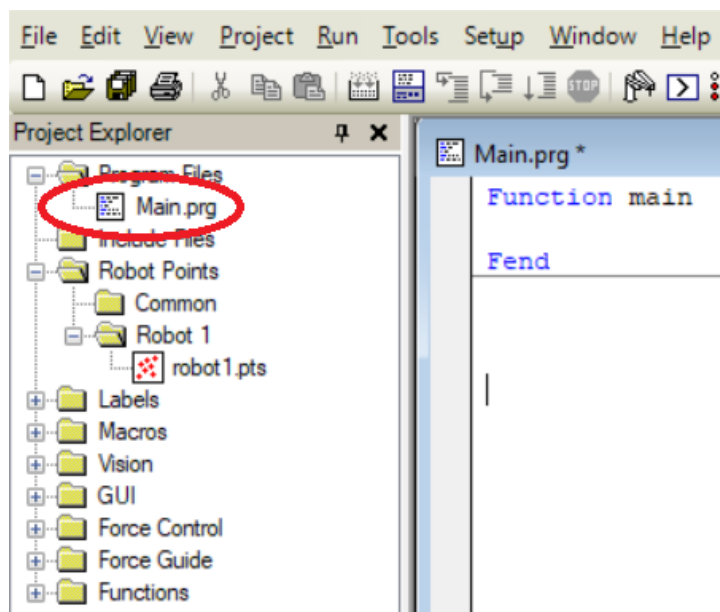 File Edit View Project Run Tools Setup Window Help
STOP
Project Explorer
Program Files
Main.prg
Include Files
Robot Points
Common
Robot 1
robot1.pts
Labels
Macros
Vision
GUI
Force Control
Force Guide
Functions
Main.prg *
Function main
Fend